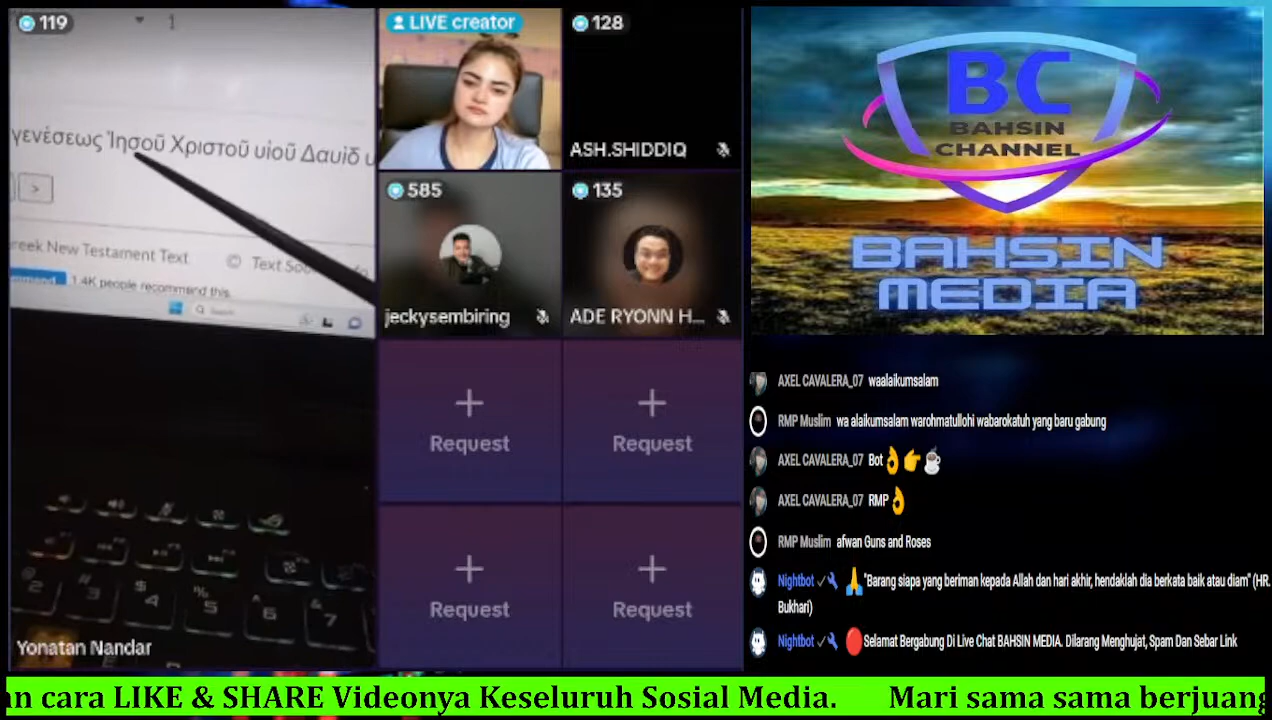 119
1
γενέσεως Ἰησοῦ Χριστοῦ υἱοῦ Δαυὶδ υ
>
reek New Testament Text
© Text
1.4K people recommend this.
Yonatan Nandar
LIVE creator
128
ASH.SHIDDIQ
585
jeckysembiring
135
ADE RYONN H...
+
Request
+
Request
+
Request
+
Request
BC
BAHSIN
CHANNEL
BAHSIN
MEDIA
AXEL CAVALERA_07 waalaikumsalam
RMP Muslim wa alaikumsalam warohmatullohi wabarokatuh yang baru gabung
AXEL CAVALERA_07 Bot👌👉☕
AXEL CAVALERA_07 RMP👌
RMP Muslim afwan Guns and Roses
Nightbot 🙏"Barang siapa yang beriman kepada Allah dan hari akhir, hendaklah dia berkata baik atau diam" (HR.
Bukhari)
Nightbot 🔴Selamat Bergabung Di Live Chat BAHSIN MEDIA. Dilarang Menghujat, Spam Dan Sebar Link
an cara LIKE & SHARE Videonya Keseluruh Sosial Media. Mari sama sama berjuang